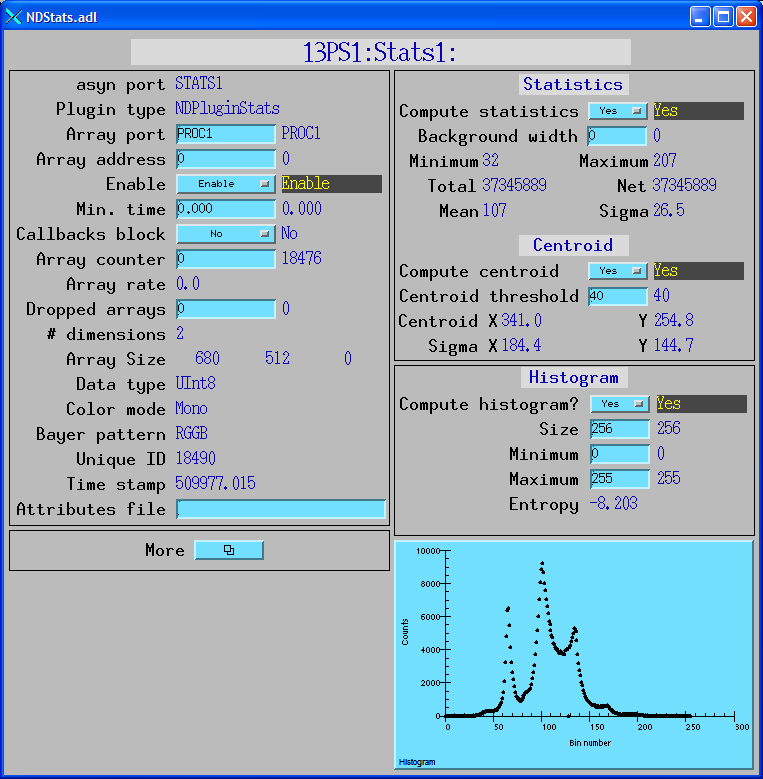 NDStats.adl
13PS1:Stats1:
asyn port STATS1
Plugin type NDPluginStats
Array port PROC1 PROC1
Array address 0 0
Enable Enable Enable
Min. time 0.000 0.000
Callbacks block No No
Array counter 0 18476
Array rate 0.0
Dropped arrays 0 0
# dimensions 2
Array Size 680 512 0
Data type UInt8
Color mode Mono
Bayer pattern RGGB
Unique ID 18490
Time stamp 509977.015
Attributes file
More
Statistics
Compute statistics Yes Yes
Background width 0 0
Minimum 32 Maximum 207
Total 37345889 Net 37345889
Mean 107 Sigma 26.5
Centroid
Compute centroid Yes Yes
Centroid threshold 40 40
Centroid X 341.0 Y 254.8
Sigma X 184.4 Y 144.7
Histogram
Compute histogram? Yes Yes
Size 256 256
Minimum 0 0
Maximum 255 255
Entropy -8.203
10000
8000
6000
4000
2000
0
Counts
0 50 100 150 200 250 300
Bin number
Histogram